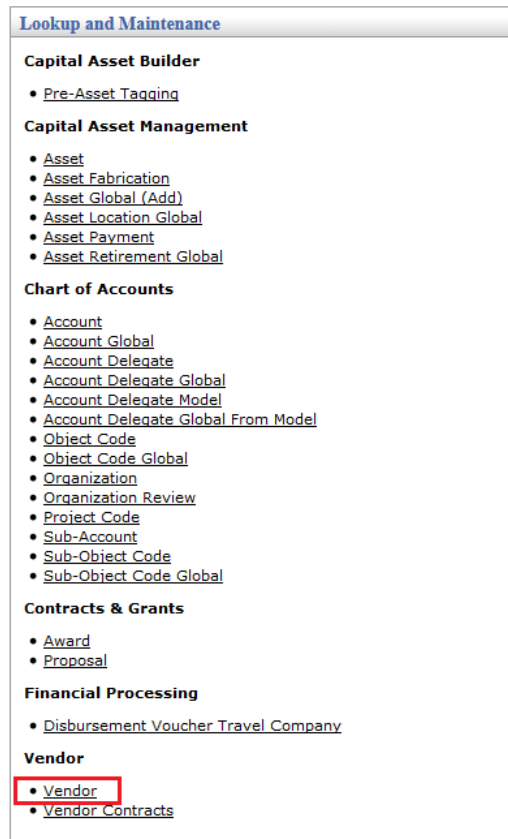 Lookup and Maintenance
Capital Asset Builder
• Pre-Asset Tagging
Capital Asset Management
• Asset
• Asset Fabrication
• Asset Global (Add)
• Asset Location Global
• Asset Payment
• Asset Retirement Global
Chart of Accounts
• Account
• Account Global
• Account Delegate
• Account Delegate Global
• Account Delegate Model
• Account Delegate Global From Model
• Object Code
• Object Code Global
• Organization
• Organization Review
• Project Code
• Sub-Account
• Sub-Object Code
• Sub-Object Code Global
Contracts & Grants
• Award
• Proposal
Financial Processing
• Disbursement Voucher Travel Company
Vendor
• Vendor
• Vendor Contracts